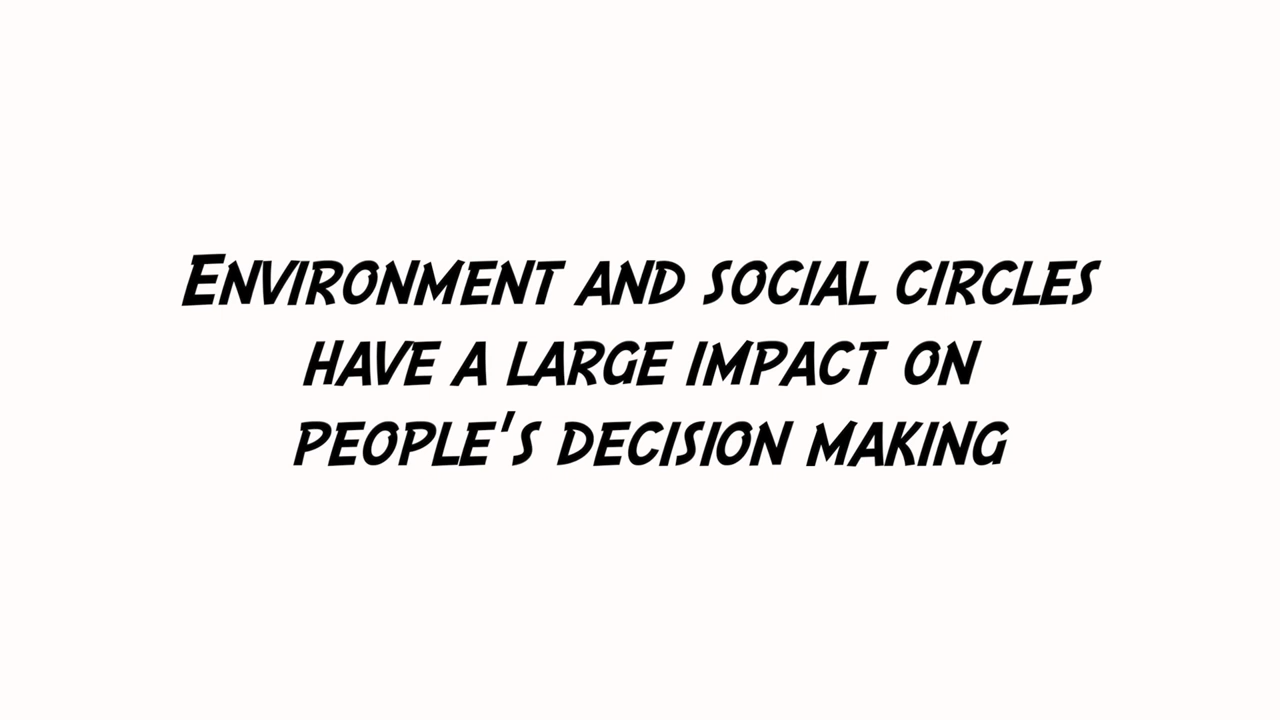 Environment and social circles
have a large impact on
people's decision making